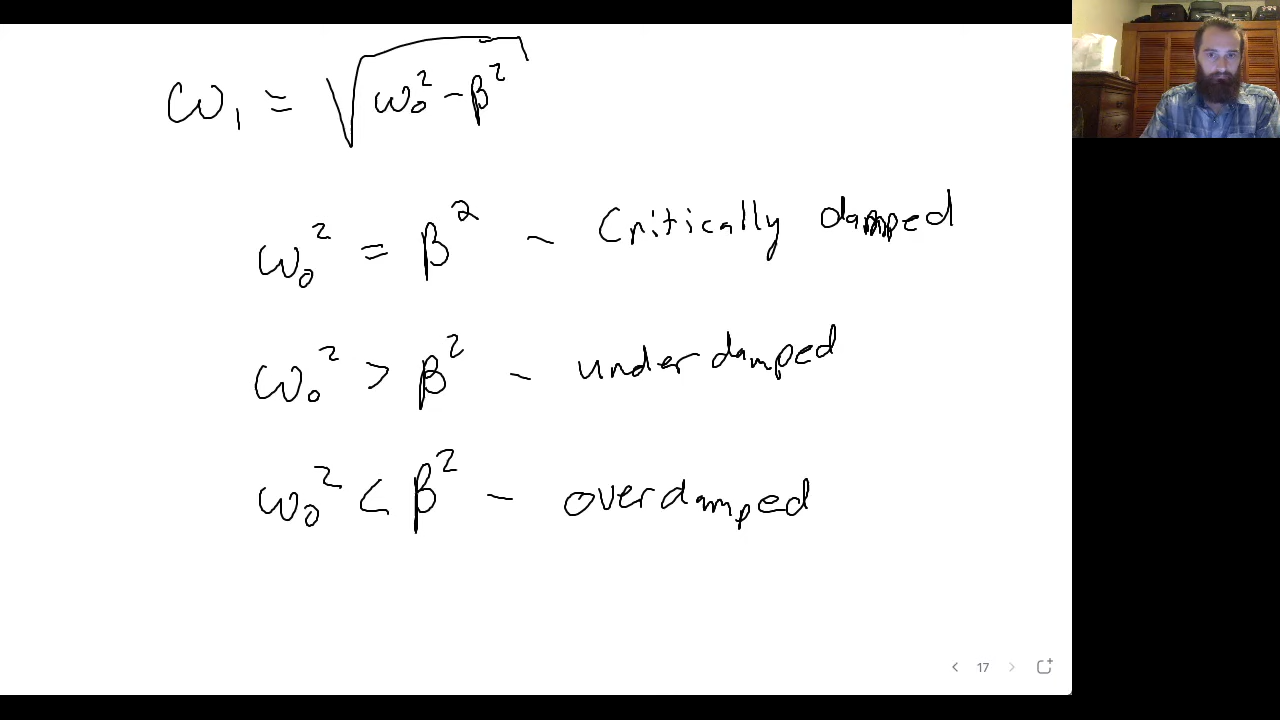 ω₁ = √(ω₀² - β²)
ω₀² = β² - Critically damped
ω₀² > β² - underdamped
ω₀² < β² - overdamped
< 17 >